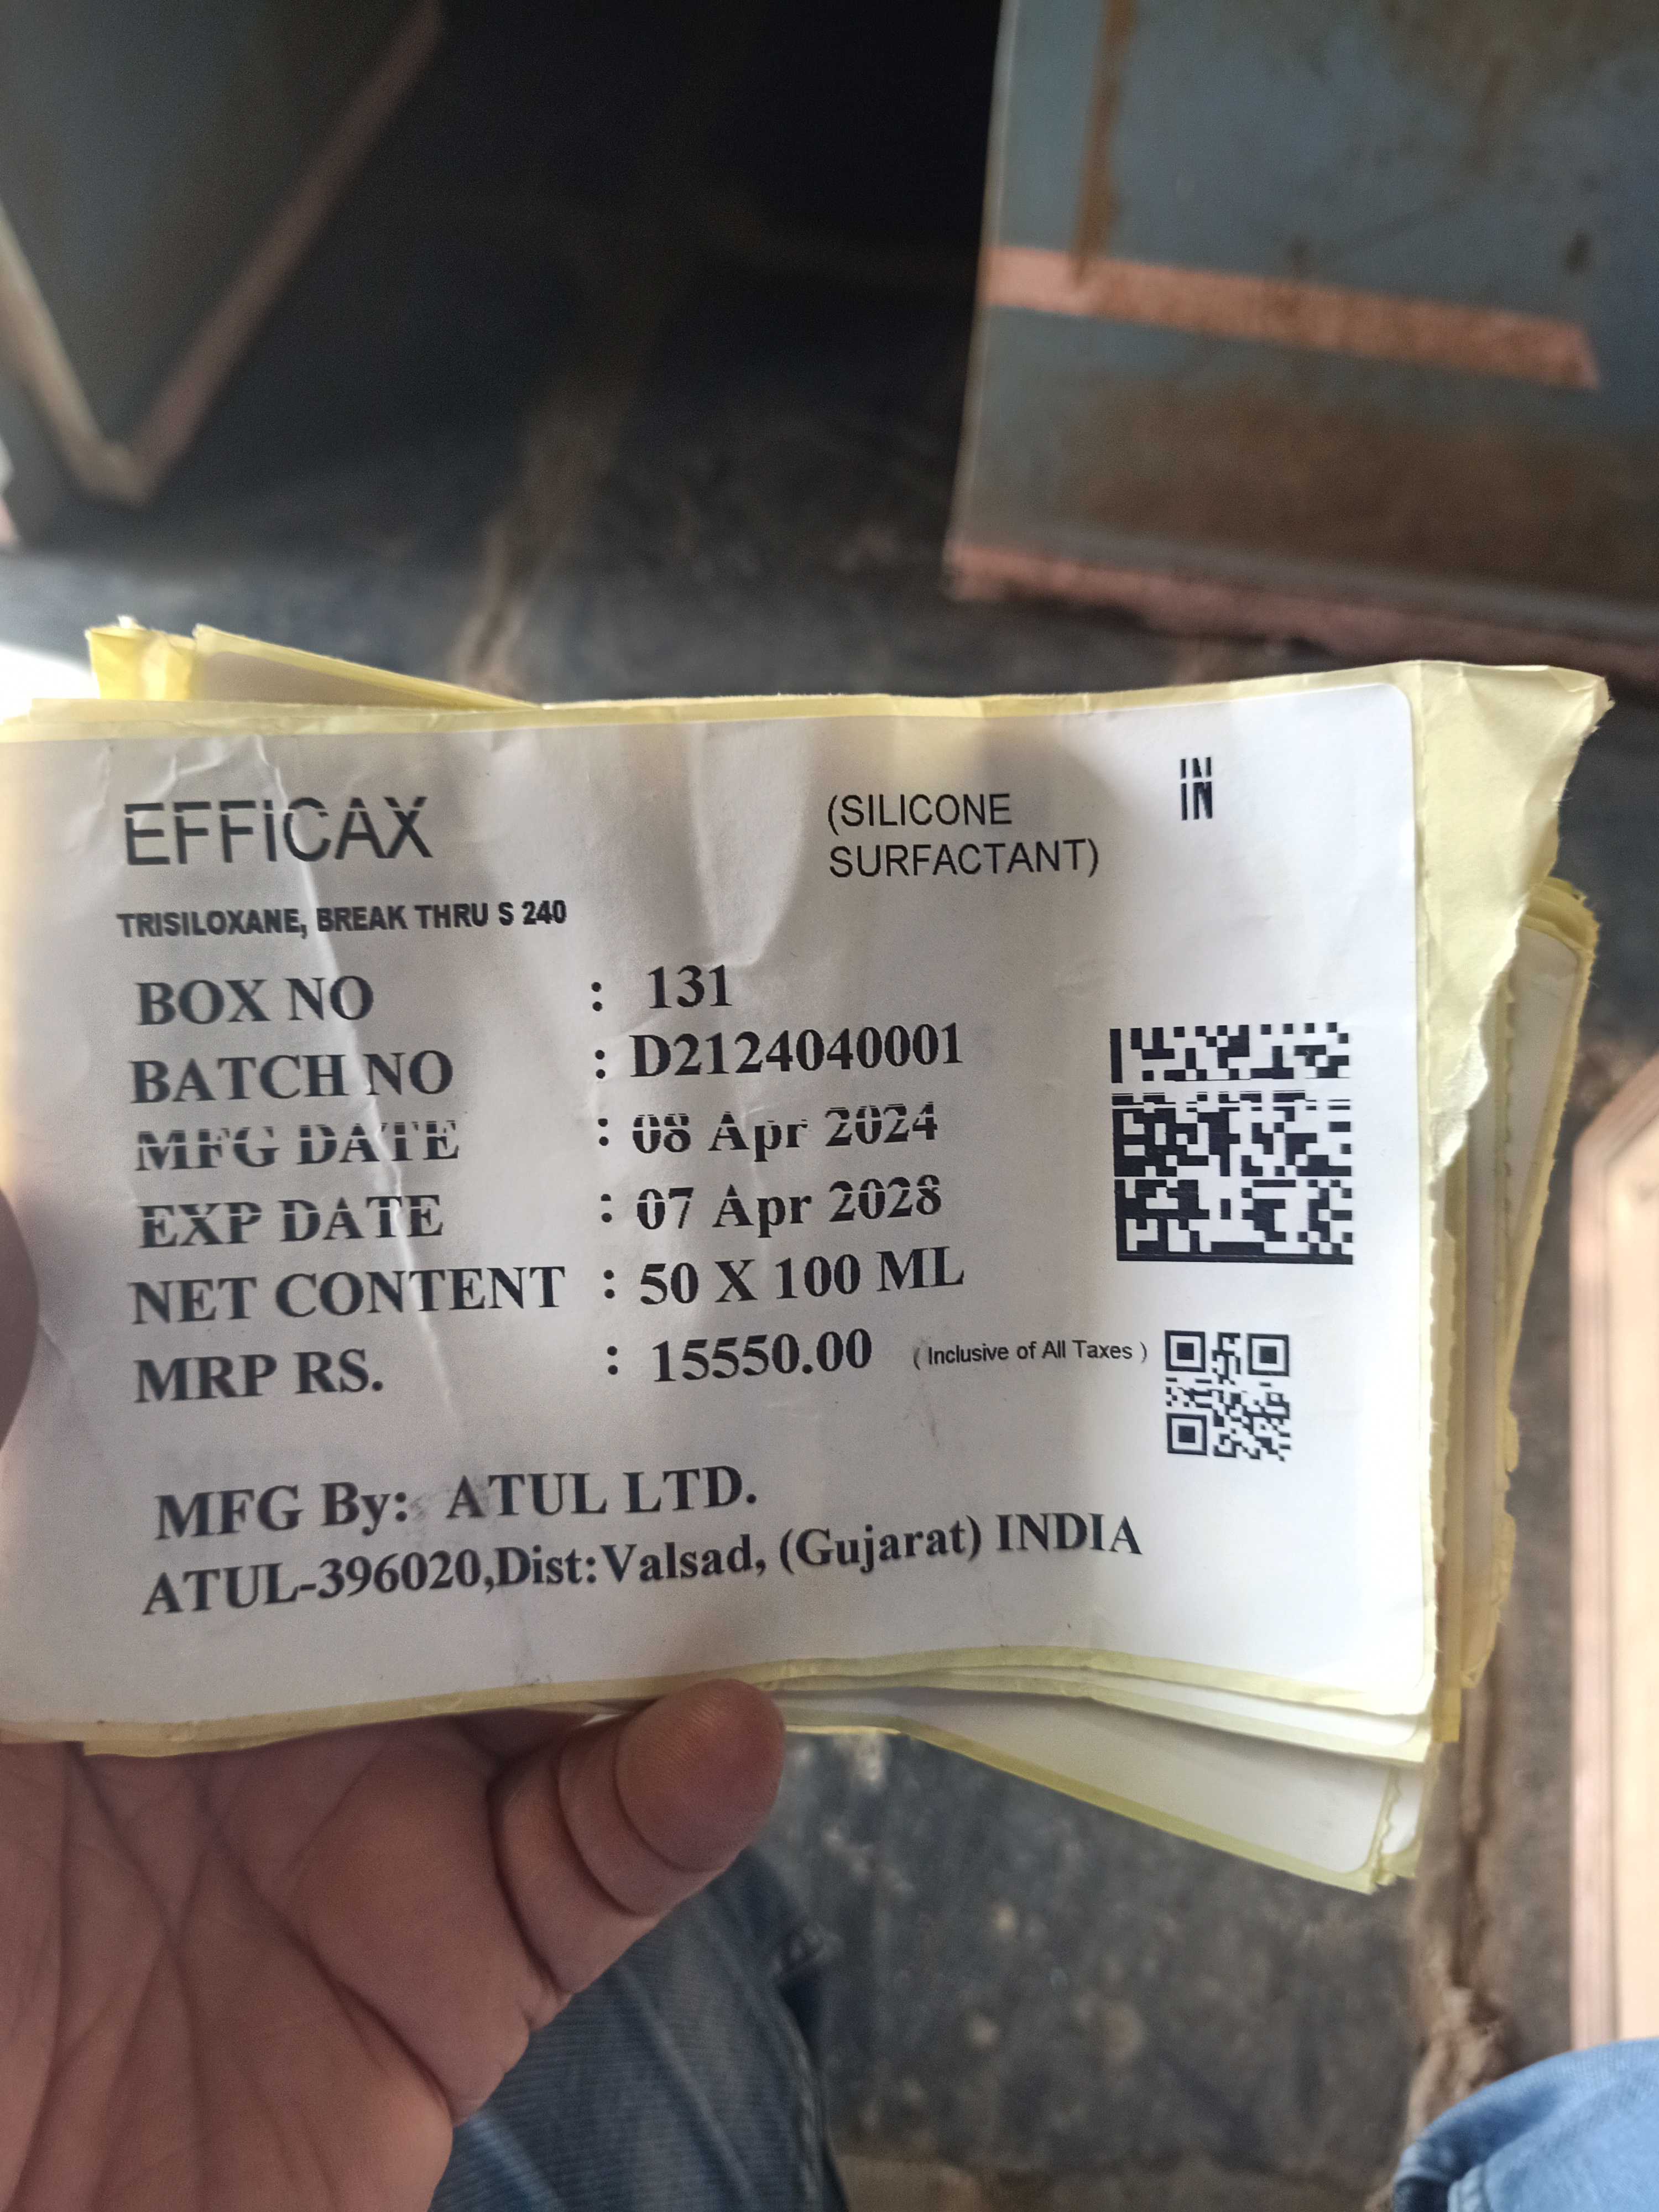 EFFICAX
(SILICONE
SURFACTANT)
IN
TRISILOXANE, BREAK THRU S 240
BOX NO : 131
BATCH NO : D2124040001
MFG DATE : 08 Apr 2024
EXP DATE : 07 Apr 2028
NET CONTENT : 50 X 100 ML
MRP RS. : 15550.00 (Inclusive of All Taxes)
MFG By: ATUL LTD.
ATUL-396020,Dist:Valsad, (Gujarat) INDIA